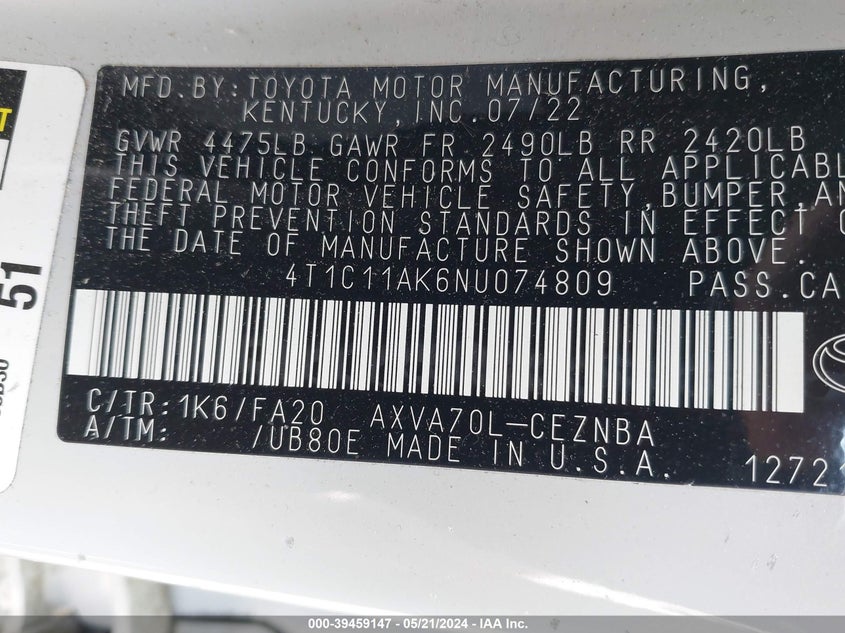 MFD. BY: TOYOTA MOTOR MANUFACTURING,
KENTUCKY, INC. 07/22
GVWR 4475LB GAWR FR 2490LB RR 2420LB
THIS VEHICLE CONFORMS TO ALL APPLICABL
FEDERAL MOTOR VEHICLE SAFETY, BUMPER, AN
THEFT PREVENTION STANDARDS IN EFFECT O
THE DATE OF MANUFACTURE SHOWN ABOVE.
4T1C11AK6NU074809 PASS.CA
C/TR: 1K6/FA20 AXVA70L-CEZNBA
A/TM: /UB80E MADE IN U.S.A.
1272
51
000-39459147 - 05/21/2024 - IAA Inc.